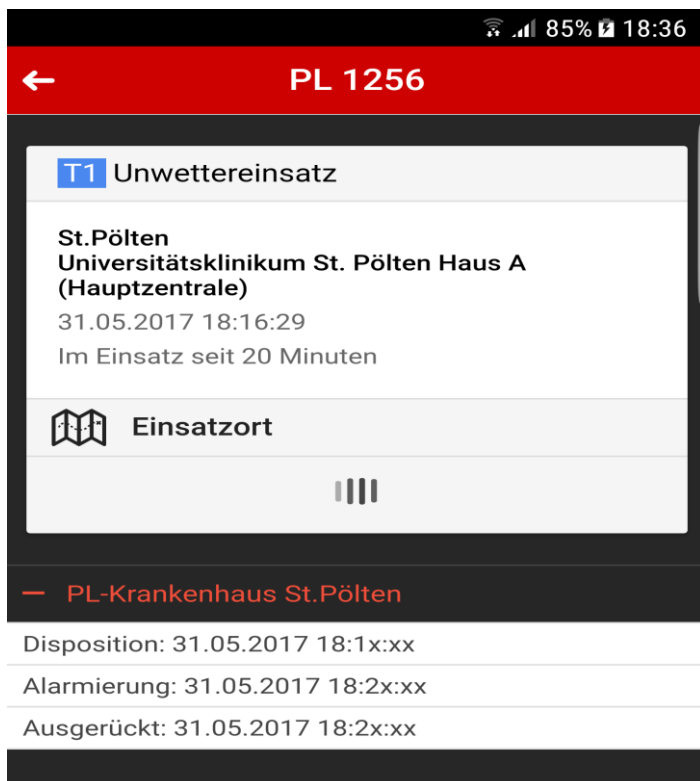 85% 18:36
PL 1256
T1 Unwettereinsatz
St.Pölten
Universitätsklinikum St. Pölten Haus A
(Hauptzentrale)
31.05.2017 18:16:29
Im Einsatz seit 20 Minuten
Einsatzort
PL-Krankenhaus St.Pölten
Disposition: 31.05.2017 18:1x:xx
Alarmierung: 31.05.2017 18:2x:xx
Ausgerückt: 31.05.2017 18:2x:xx